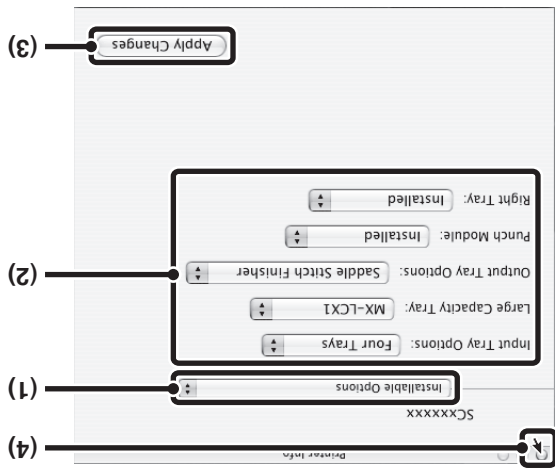 (4)
Printer Info
SCxxxxxx
(1)
Installable Options
(2)
Input Tray Options: Four Trays
Large Capacity Tray: MX-LCX1
Output Tray Options: Saddle Stitch Finisher
Punch Module: Installed
Right Tray: Installed
(3)
Apply Changes